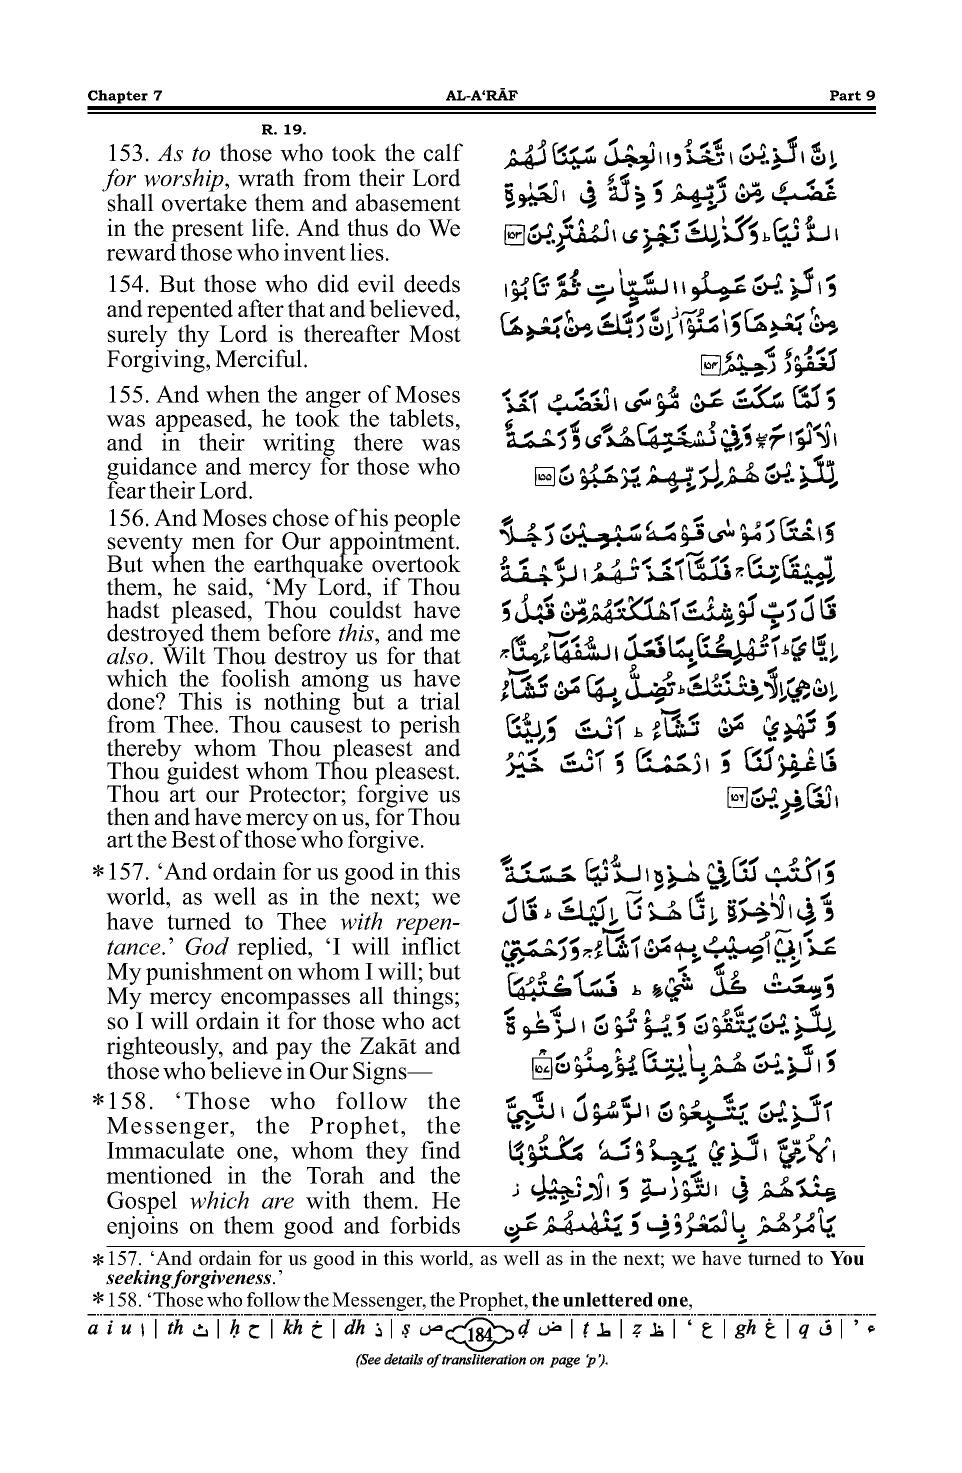 Chapter 7 AL-A‘RĀF Part 9
R. 19.
153. As to those who took the calf
for worship, wrath from their Lord
shall overtake them and abasement
in the present life. And thus do We
reward those who invent lies.
154. But those who did evil deeds
and repented after that and believed,
surely thy Lord is thereafter Most
Forgiving, Merciful.
155. And when the anger of Moses
was appeased, he took the tablets,
and in their writing there was
guidance and mercy for those who
fear their Lord.
156. And Moses chose of his people
seventy men for Our appointment.
But when the earthquake overtook
them, he said, ‘My Lord, if Thou
hadst pleased, Thou couldst have
destroyed them before this, and me
also. Wilt Thou destroy us for that
which the foolish among us have
done? This is nothing but a trial
from Thee. Thou causest to perish
thereby whom Thou pleasest and
Thou guidest whom Thou pleasest.
Thou art our Protector; forgive us
then and have mercy on us, for Thou
art the Best of those who forgive.
*157. ‘And ordain for us good in this
world, as well as in the next; we
have turned to Thee with repen-
tance.’ God replied, ‘I will inflict
My punishment on whom I will; but
My mercy encompasses all things;
so I will ordain it for those who act
righteously, and pay the Zakāt and
those who believe in Our Signs—
*158. ‘Those who follow the
Messenger, the Prophet, the
Immaculate one, whom they find
mentioned in the Torah and the
Gospel which are with them. He
enjoins on them good and forbids
اِنَّ الَّذِيْنَ اتَّخَذُوا الْعِجْلَ سَيَنَالُهُمْ
غَضَبٌ مِّنْ رَّبِّهِمْ وَ ذِلَّةٌ فِى الْحَيٰوةِ
الدُّنْيَا ؕ وَكَذٰلِكَ نَجْزِى الْمُفْتَرِيْنَ ۝۱۵۳
وَ الَّذِيْنَ عَمِلُوا السَّيِّاٰتِ ثُمَّ تَابُوْا
مِنْۢ بَعْدِهَا وَاٰمَنُوْۤا ۫ اِنَّ رَبَّكَ مِنْۢ بَعْدِهَا
لَغَفُوْرٌ رَّحِيْمٌ ۝۱۵۴
وَ لَمَّا سَكَتَ عَنْ مُّوْسَى الْغَضَبُ اَخَذَ
الْاَلْوَاحَ ۖ وَفِيْ نُسْخَتِهَا هُدًى وَّرَحْمَةٌ
لِّلَّذِيْنَ هُمْ لِرَبِّهِمْ يَرْهَبُوْنَ ۝۱۵۵
وَاخْتَارَ مُوْسٰى قَوْمَهٗ سَبْعِيْنَ رَجُلًا
لِّمِيْقَاتِنَا ۚ فَلَمَّاۤ اَخَذَتْهُمُ الرَّجْفَةُ
قَالَ رَبِّ لَوْ شِئْتَ اَهْلَكْتَهُمْ مِّنْ قَبْلُ وَ
اِيَّايَ ؕ اَتُهْلِكُنَا بِمَا فَعَلَ السُّفَهَآءُ مِنَّا ۚ
اِنْ هِيَ اِلَّا فِتْنَتُكَ ؕ تُضِلُّ بِهَا مَنْ تَشَآءُ
وَ تَهْدِيْ مَنْ تَشَآءُ ؕ اَنْتَ وَلِيُّنَا
فَاغْفِرْ لَنَا وَ ارْحَمْنَا وَ اَنْتَ خَيْرُ
الْغَافِرِيْنَ ۝۱۵۶
وَاكْتُبْ لَنَا فِيْ هٰذِهِ الدُّنْيَا حَسَنَةً
وَّ فِى الْاٰخِرَةِ اِنَّا هُدْنَاۤ اِلَيْكَ ؕ قَالَ
عَذَابِيْۤ اُصِيْبُ بِهٖ مَنْ اَشَآءُ ۚ وَرَحْمَتِيْ
وَسِعَتْ كُلَّ شَيْءٍ ؕ فَسَاَكْتُبُهَا
لِلَّذِيْنَ يَتَّقُوْنَ وَ يُؤْتُوْنَ الزَّكٰوةَ
وَ الَّذِيْنَ هُمْ بِاٰيٰتِنَا يُؤْمِنُوْنَ ۝۱۵۷
اَلَّذِيْنَ يَتَّبِعُوْنَ الرَّسُوْلَ النَّبِيَّ
الْاُمِّيَّ الَّذِيْ يَجِدُوْنَهٗ مَكْتُوْبًا
عِنْدَهُمْ فِى التَّوْرٰىةِ وَ الْاِنْجِيْلِ ۫
يَاْمُرُهُمْ بِالْمَعْرُوْفِ وَ يَنْهٰىهُمْ عَنِ
*157. ‘And ordain for us good in this world, as well as in the next; we have turned to You
seeking forgiveness.’
*158. ‘Those who follow the Messenger, the Prophet, the unlettered one,
a i u ا | th ث | ḥ ح | kh خ | dh ذ | ṣ ص 184 ḍ ض | ṭ ط | ẓ ظ | ‘ ع | gh غ | q ق | ’ ء
(See details of transliteration on page ‘p’).